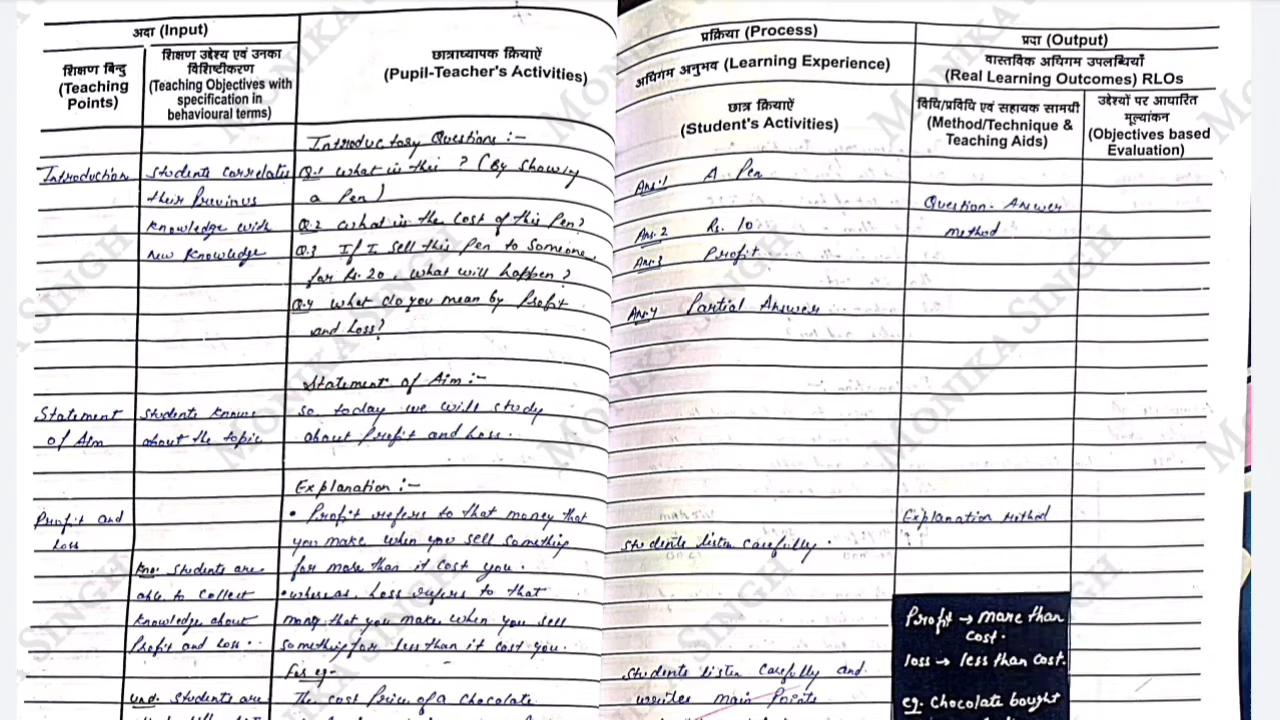 अदा (Input)
शिक्षण बिन्दु
(Teaching
Points)
शिक्षण उद्देश्य एवं उनका
विशिष्टीकरण
(Teaching Objectives with
specification in
behavioural terms)
छात्राध्यापक क्रियाऐं
(Pupil-Teacher's Activities)
Introductory Questions :-
Introduction
Students correlates
their Previous
knowledge with
New Knowledge
Q.1 What is this ? (By showing
a Pen)
Q.2 What is the Cost of this Pen?
Q.3 If I sell this Pen to someone,
for Rs. 20, What will happen?
Q.4 What do you mean by Profit
and Loss?
Statement of Aim :-
Statement
of Aim
Students knows
about the topic
so today we will study
about Profit and Loss.
Explanation :-
Profit and
Loss
• Profit refers to that money that
you make when you sell something
for more than it cost you.
Kno: Students are
able to collect
knowledge about
Profit and Loss.
• whereas Loss refers to that
money that you make when you sell
something for less than it cost you.
For eg-
Und. Students are
The cost Price of a Chocolate
प्रक्रिया (Process)
प्रदा (Output)
अधिगम अनुभव (Learning Experience)
वास्तविक अधिगम उपलब्धियाँ
(Real Learning Outcomes) RLOs
छात्र क्रियाऐं
(Student's Activities)
विधि/प्रविधि एवं सहायक सामग्री
(Method/Technique &
Teaching Aids)
उद्देश्यों पर आधारित
मूल्यांकन
(Objectives based
Evaluation)
Ans.1 A Pen
Ans.2 Rs. 10
Ans.3 Profit
Ans.4 Partial Answer
Question-Answer
method
Explanation Method
Students listen carefully.
Students listen carefully and
writes main Points
Profit → more than
cost.
loss → less than cost.
eg. Chocolate bought
MONIKA SINGH